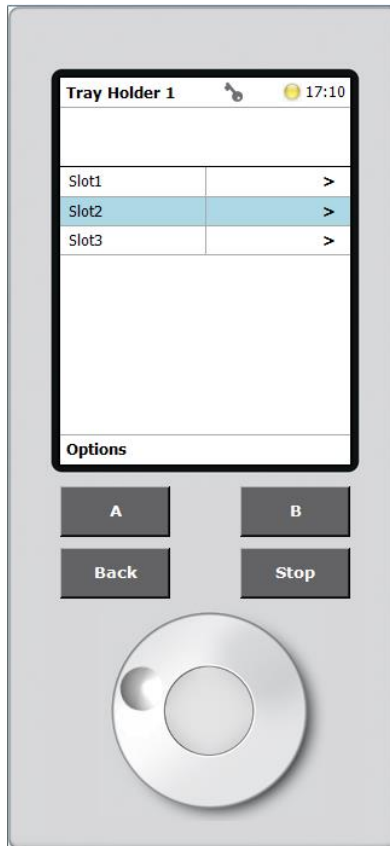 Tray Holder 1 17:10
Slot1 >
Slot2 >
Slot3 >
Options
A B
Back Stop